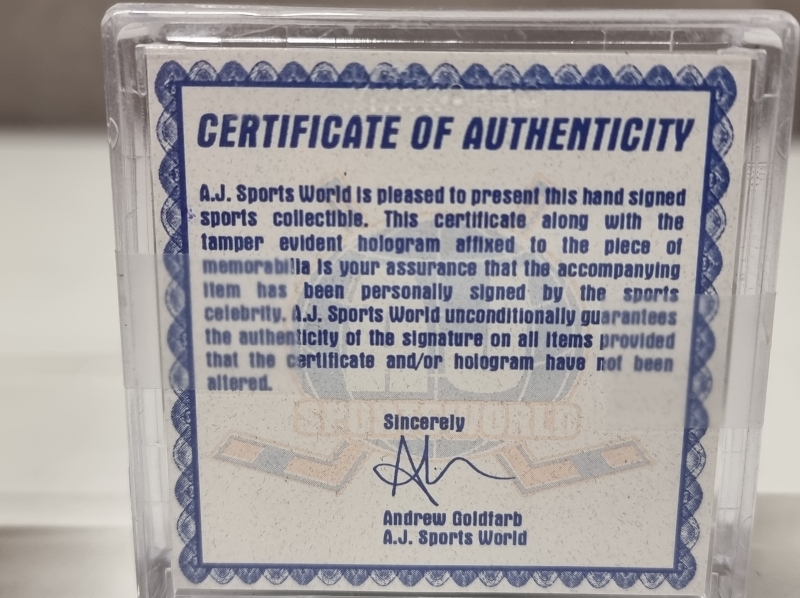 CERTIFICATE OF AUTHENTICITY
A.J. Sports World is pleased to present this hand signed
sports collectible. This certificate along with the
tamper evident hologram affixed to the piece of
memorabilia is your assurance that the accompanying
item has been personally signed by the sports
celebrity. A.J. Sports World unconditionally guarantees
the authenticity of the signature on all items provided
that the certificate and/or hologram have not been
altered.
SPORTS WORLD
Sincerely
Andrew Goldfarb
A.J. Sports World